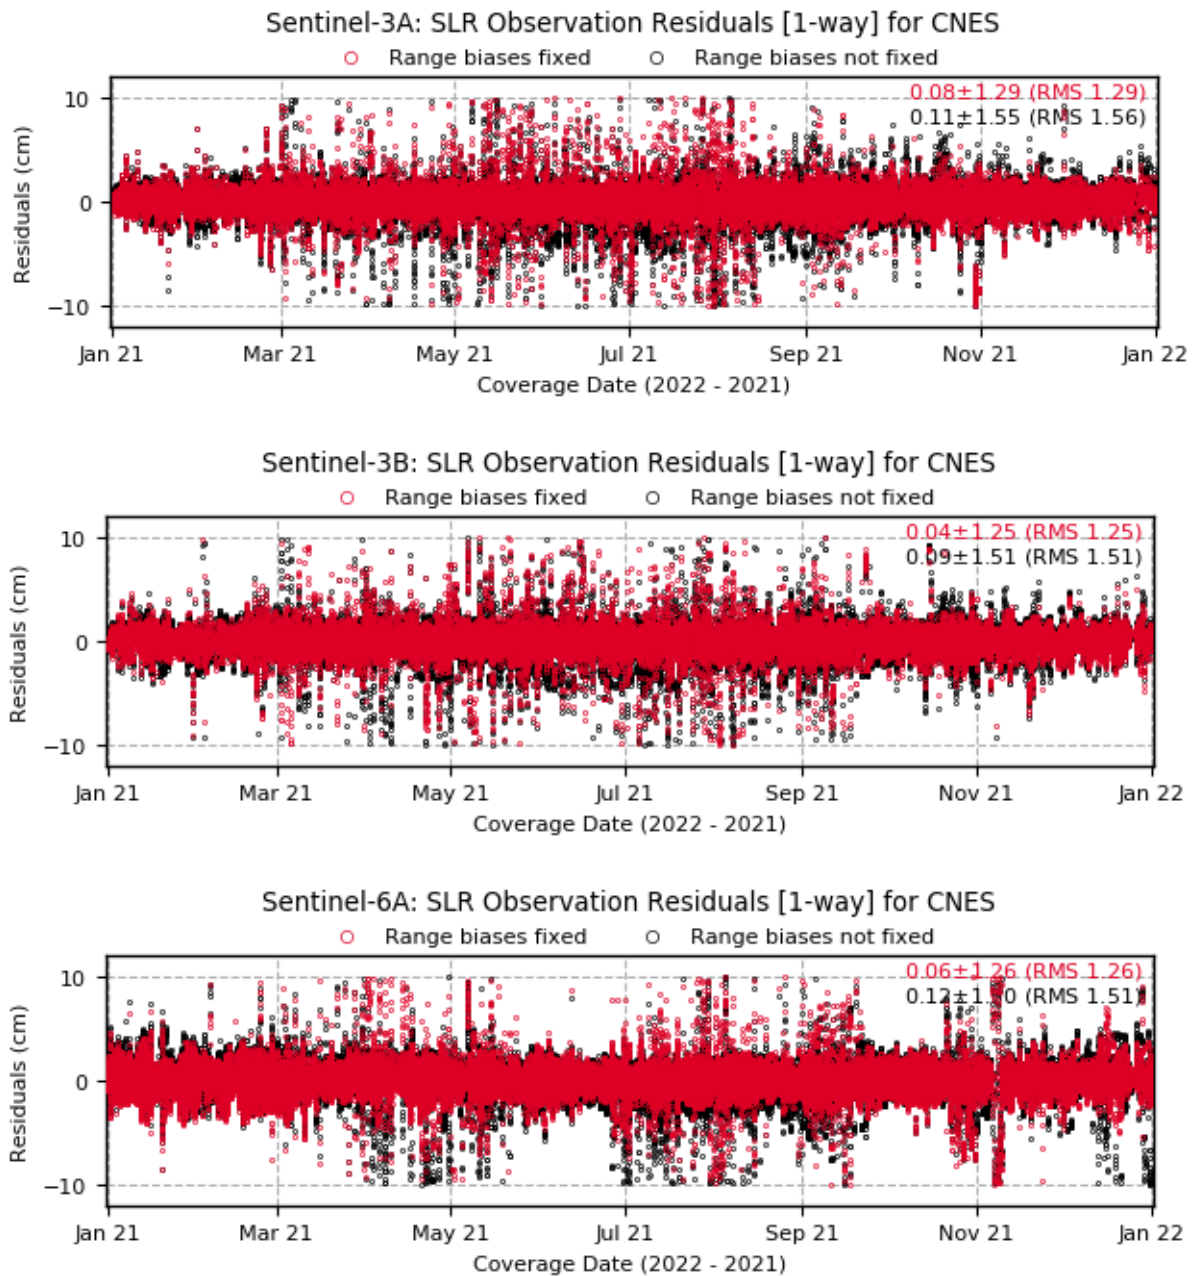 Sentinel-3A: SLR Observation Residuals [1-way] for CNES
Range biases fixed Range biases not fixed
0.08±1.29 (RMS 1.29)
0.11±1.55 (RMS 1.56)
Residuals (cm)
10
0
−10
Jan 21 Mar 21 May 21 Jul 21 Sep 21 Nov 21 Jan 22
Coverage Date (2022 - 2021)
Sentinel-3B: SLR Observation Residuals [1-way] for CNES
Range biases fixed Range biases not fixed
0.04±1.25 (RMS 1.25)
0.09±1.51 (RMS 1.51)
Residuals (cm)
10
0
−10
Jan 21 Mar 21 May 21 Jul 21 Sep 21 Nov 21 Jan 22
Coverage Date (2022 - 2021)
Sentinel-6A: SLR Observation Residuals [1-way] for CNES
Range biases fixed Range biases not fixed
0.06±1.26 (RMS 1.26)
(RMS 1.51)
Residuals (cm)
10
0
−10
Jan 21 Mar 21 May 21 Jul 21 Sep 21 Nov 21 Jan 22
Coverage Date (2022 - 2021)